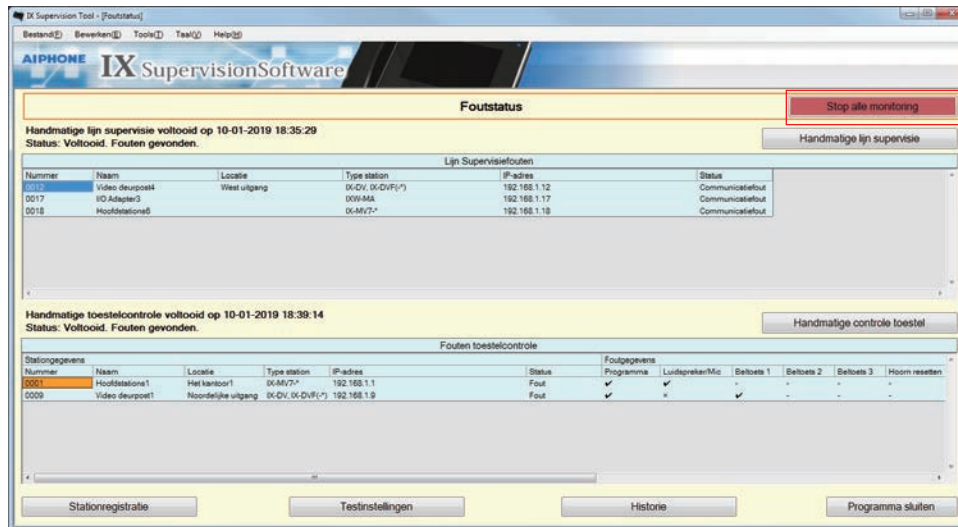 IX Supervision Tool - [Foutstatus]
Bestand(F) Bewerken(E) Tools(T) Taal(V) Help(H)
AIPHONE IX SupervisionSoftware
Foutstatus
Stop alle monitoring
Handmatige lijn supervisie voltooid op 10-01-2019 18:35:29
Status: Voltooid. Fouten gevonden.
Handmatige lijn supervisie
Lijn Supervisiefouten
Nummer Naam Locatie Type station IP-adres Status
0012 Video deurpost4 West uitgang IX-DV, IX-DVF(-*) 192.168.1.12 Communicatiefout
0017 I/O Adapter3 IXW-MA 192.168.1.17 Communicatiefout
0018 Hoofdstations6 IX-MV7-* 192.168.1.18 Communicatiefout
Handmatige toestelcontrole voltooid op 10-01-2019 18:39:14
Status: Voltooid. Fouten gevonden.
Handmatige controle toestel
Fouten toestelcontrole
Stationgegevens Foutgegevens
Nummer Naam Locatie Type station IP-adres Status Programma Luidspreker/Mic Beltoets 1 Beltoets 2 Beltoets 3 Hoorn resetten
0001 Hoofdstations1 Het kantoor1 IX-MV7-* 192.168.1.1 Fout ✔ ✔ - - - -
0009 Video deurpost1 Noordelijke uitgang IX-DV, IX-DVF(-*) 192.168.1.9 Fout ✔ × ✔ - - -
Stationregistratie Testinstellingen Historie Programma sluiten